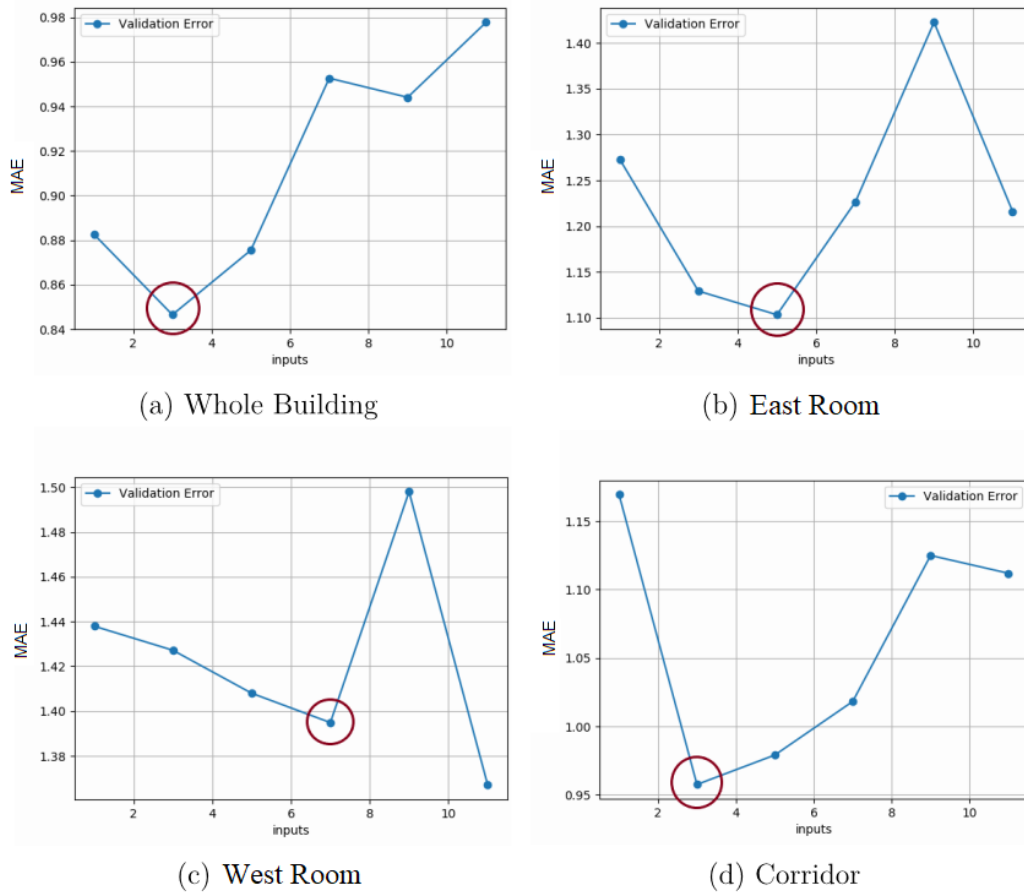 0.98
Validation Error
0.96
0.94
0.92
MAE
0.90
0.88
0.86
0.84
2 4 6 8 10
inputs
(a) Whole Building
Validation Error
1.40
1.35
1.30
MAE
1.25
1.20
1.15
1.10
2 4 6 8 10
inputs
(b) East Room
1.50
Validation Error
1.48
1.46
1.44
MAE
1.42
1.40
1.38
2 4 6 8 10
inputs
(c) West Room
Validation Error
1.15
1.10
MAE
1.05
1.00
0.95
2 4 6 8 10
inputs
(d) Corridor